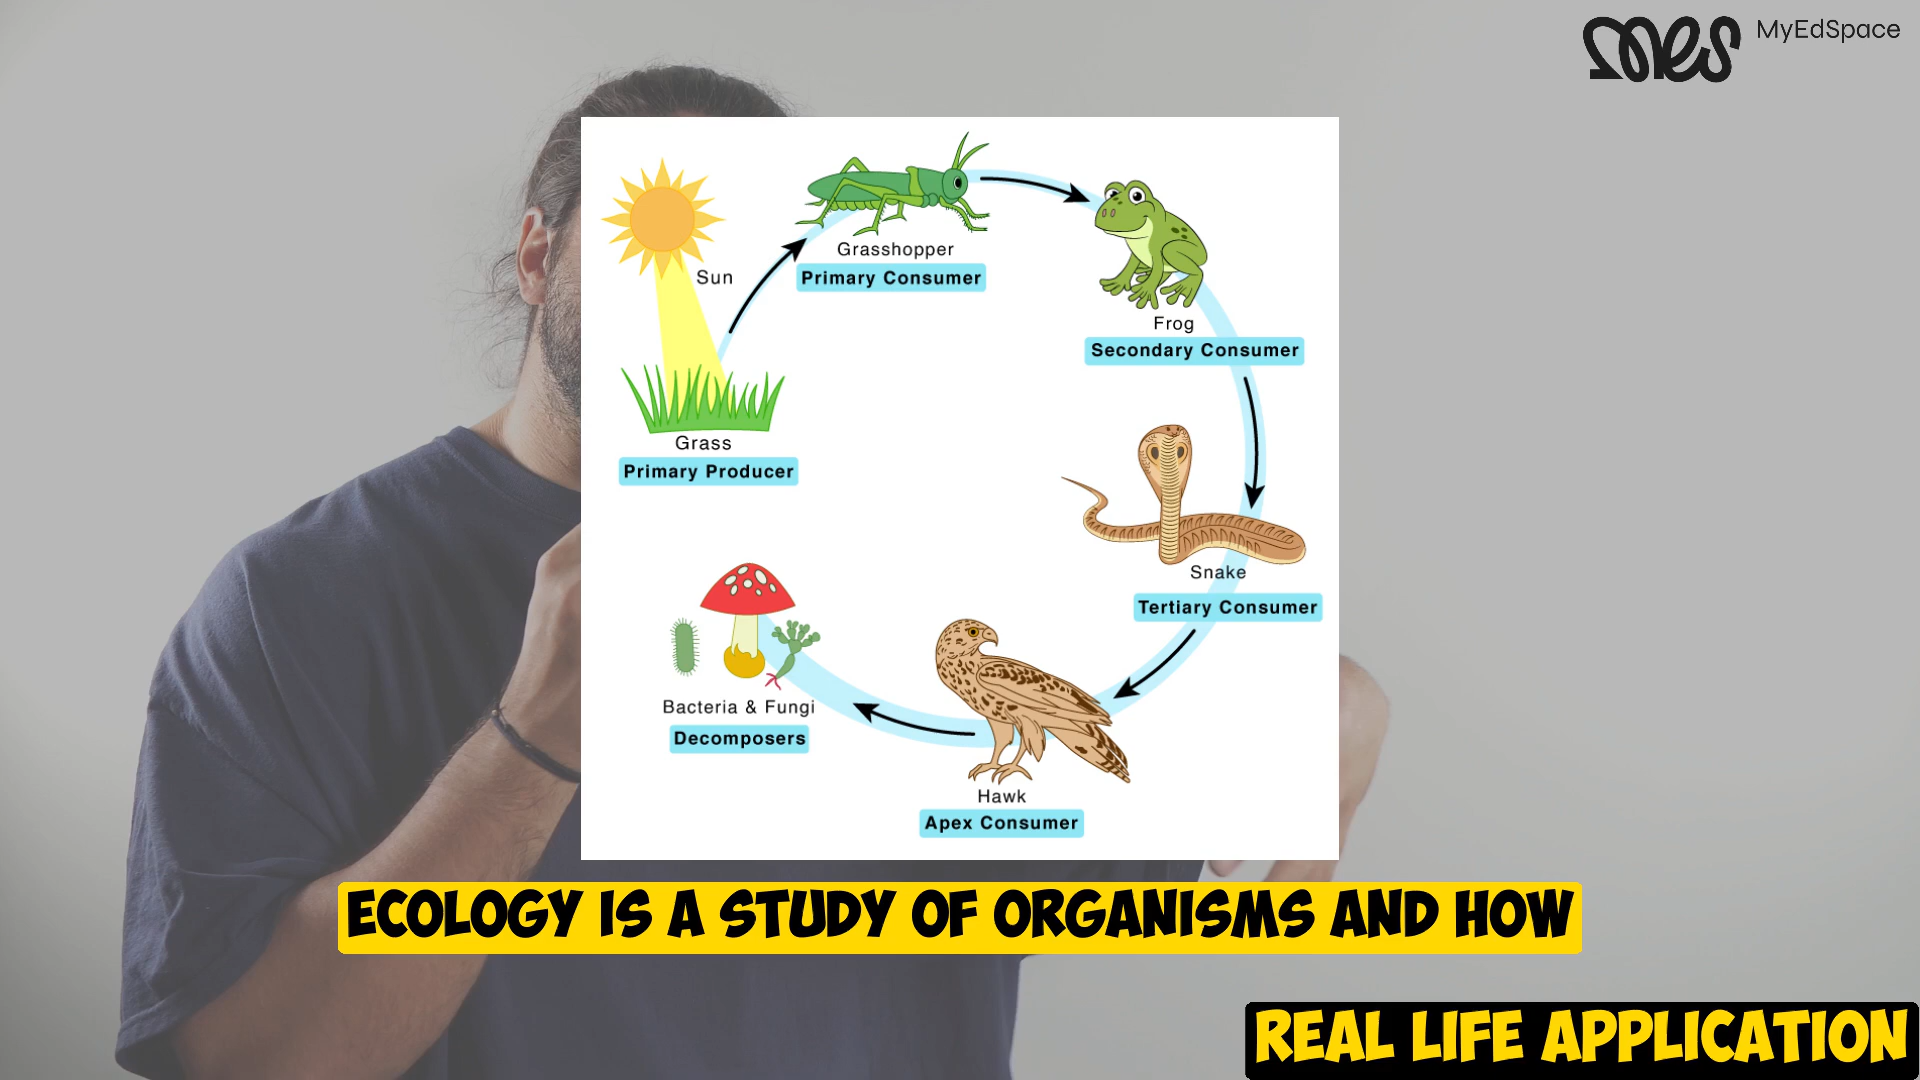 mes MyEdSpace
Sun
Grasshopper
Primary Consumer
Frog
Secondary Consumer
Grass
Primary Producer
Snake
Tertiary Consumer
Bacteria & Fungi
Decomposers
Hawk
Apex Consumer
ECOLOGY IS A STUDY OF ORGANISMS AND HOW
REAL LIFE APPLICATION